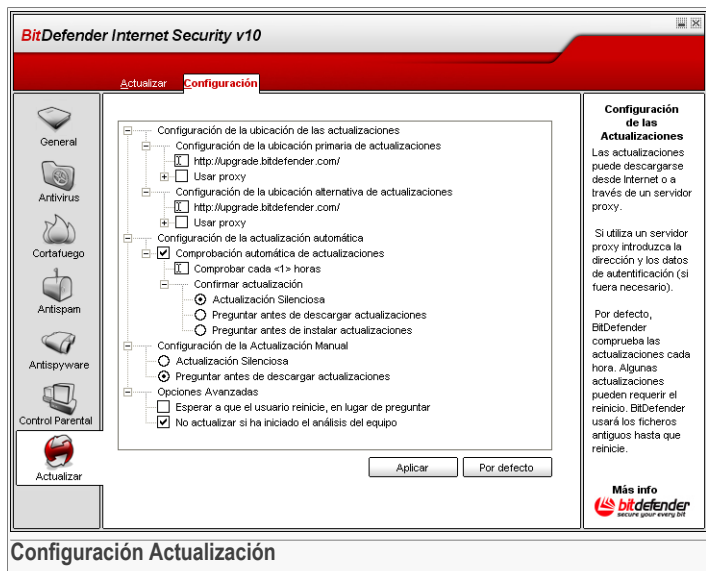 BitDefender Internet Security v10
Actualizar
Configuración
General
Antivirus
Cortafuego
Antispam
Antispyware
Control Parental
Actualizar
Configuración de la ubicación de las actualizaciones
Configuración de la ubicación primaria de actualizaciones
http://upgrade.bitdefender.com/
Usar proxy
Configuración de la ubicación alternativa de actualizaciones
http://upgrade.bitdefender.com/
Usar proxy
Configuración de la actualización automática
Comprobación automática de actualizaciones
Comprobar cada <1> horas
Confirmar actualización
Actualización Silenciosa
Preguntar antes de descargar actualizaciones
Preguntar antes de instalar actualizaciones
Configuración de la Actualización Manual
Actualización Silenciosa
Preguntar antes de descargar actualizaciones
Opciones Avanzadas
Esperar a que el usuario reinicie, en lugar de preguntar
No actualizar si ha iniciado el análisis del equipo
Aplicar
Por defecto
Configuración
de las
Actualizaciones
Las actualizaciones
puede descargarse
desde Internet o a
través de un servidor
proxy.
Si utiliza un servidor
proxy introduzca la
dirección y los datos
de autentificación (si
fuera necesario).
Por defecto,
BitDefender
comprueba las
actualizaciones cada
hora. Algunas
actualizaciones
pueden requerir el
reinicio. BitDefender
usará los ficheros
antiguos hasta que
reinicie.
Más info
bitdefender
secure your every bit
Configuración Actualización